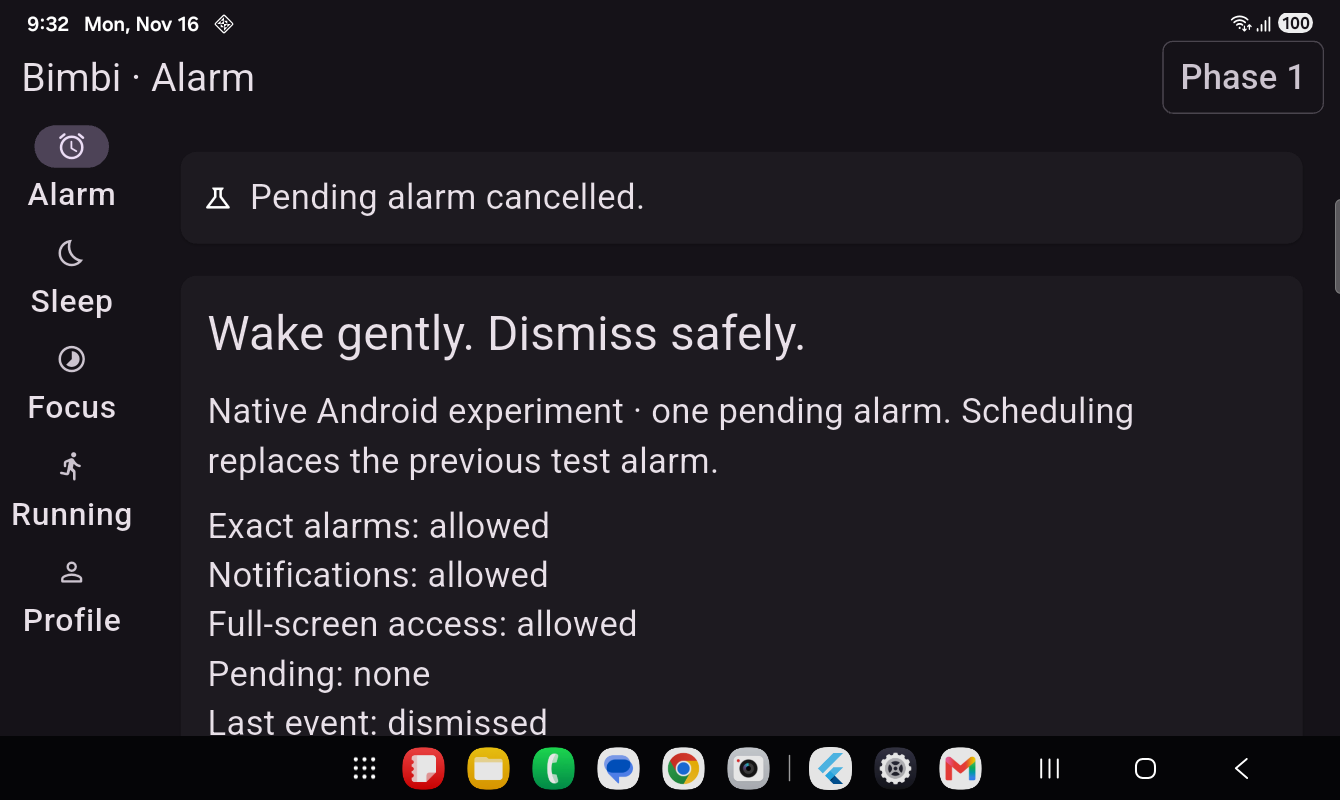 9:32 Mon, Nov 16
100
Bimbi · Alarm
Phase 1
Alarm
Sleep
Focus
Running
Profile
Pending alarm cancelled.
Wake gently. Dismiss safely.
Native Android experiment · one pending alarm. Scheduling
replaces the previous test alarm.
Exact alarms: allowed
Notifications: allowed
Full-screen access: allowed
Pending: none
Last event: dismissed